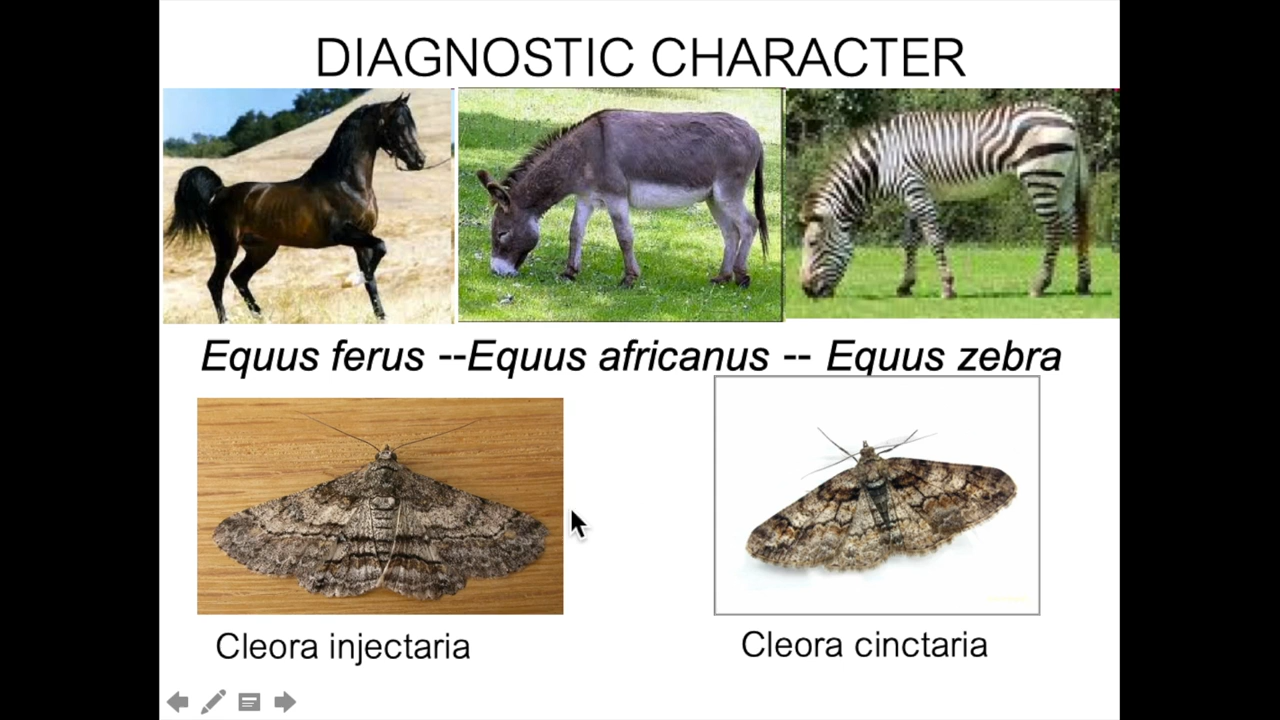 DIAGNOSTIC CHARACTER
Equus ferus --Equus africanus -- Equus zebra
Cleora injectaria
Cleora cinctaria